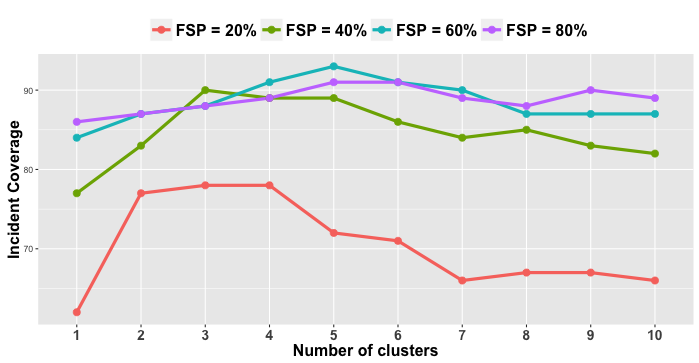 FSP = 20% FSP = 40% FSP = 60% FSP = 80%
Incident Coverage
90
80
70
1 2 3 4 5 6 7 8 9 10
Number of clusters